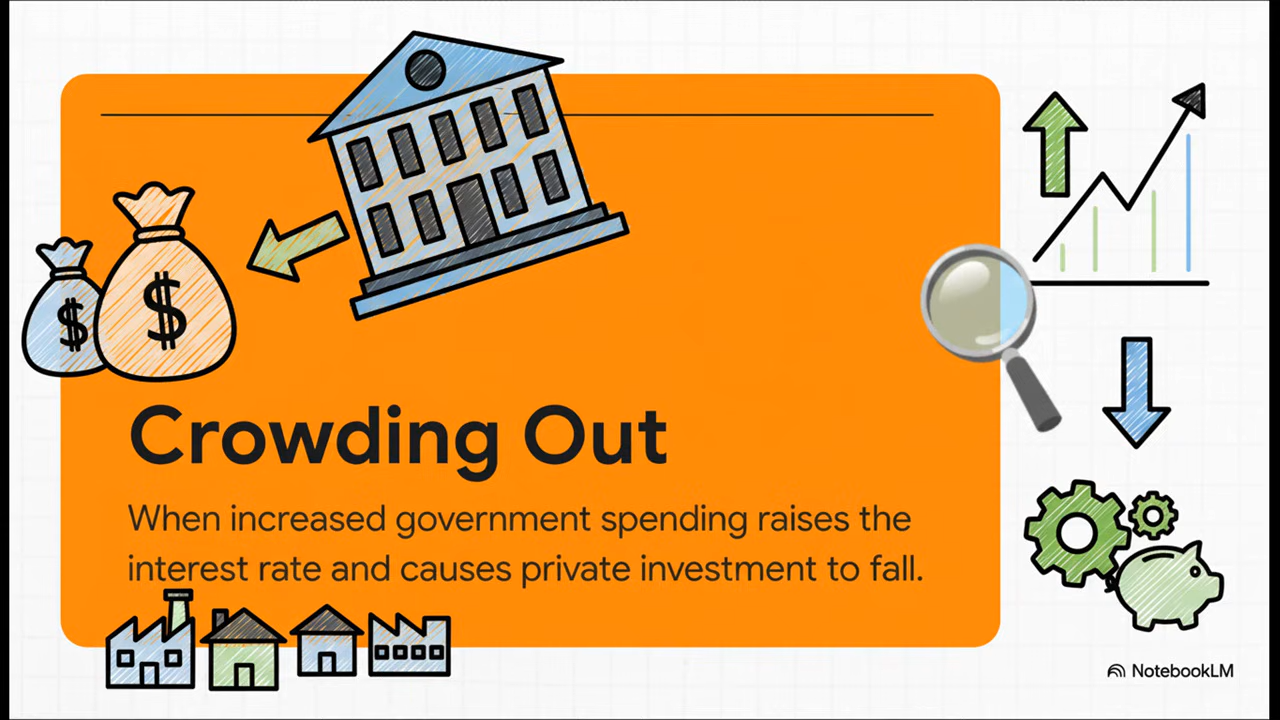 $
$
Crowding Out
When increased government spending raises the
interest rate and causes private investment to fall.
NotebookLM